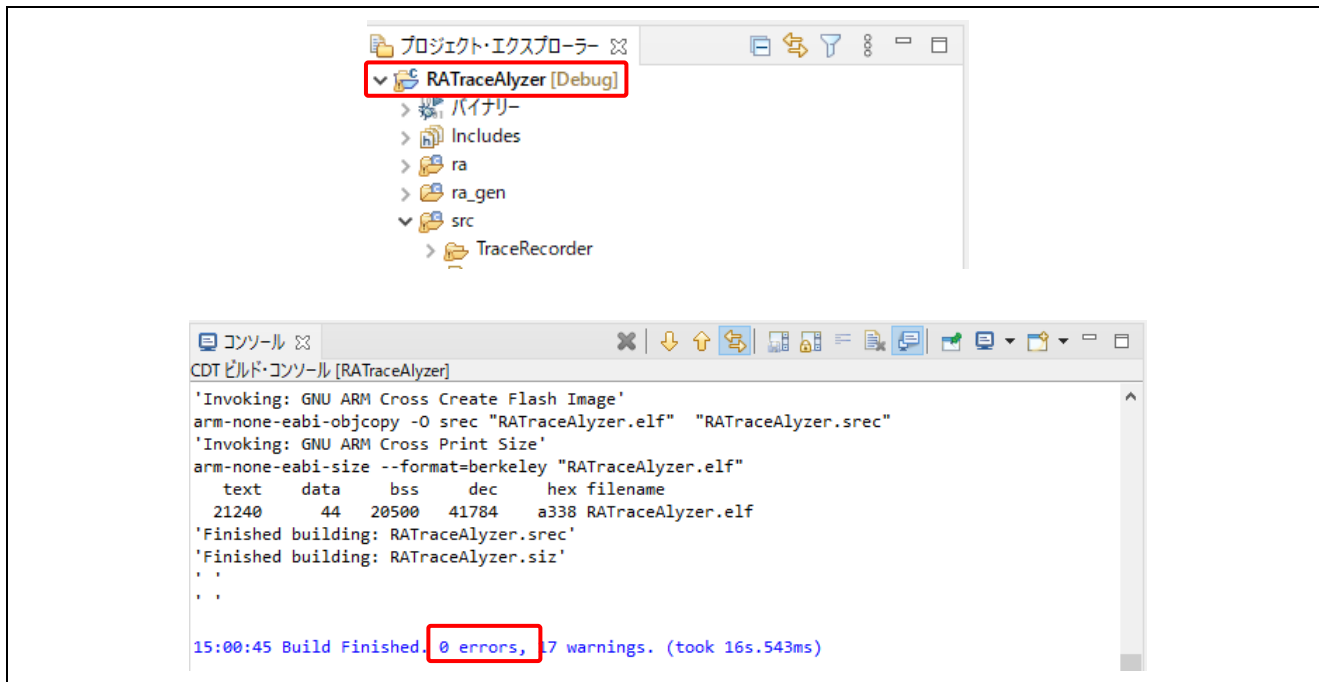 プロジェクト・エクスプローラー
RATraceAlyzer [Debug]
バイナリー
Includes
ra
ra_gen
src
TraceRecorder
コンソール
CDT ビルド・コンソール [RATraceAlyzer]
'Invoking: GNU ARM Cross Create Flash Image'
arm-none-eabi-objcopy -O srec "RATraceAlyzer.elf"  "RATraceAlyzer.srec"
'Invoking: GNU ARM Cross Print Size'
arm-none-eabi-size --format=berkeley "RATraceAlyzer.elf"
   text    data     bss     dec     hex filename
  21240      44   20500   41784    a338 RATraceAlyzer.elf
'Finished building: RATraceAlyzer.srec'
'Finished building: RATraceAlyzer.siz'
' '
' '
15:00:45 Build Finished. 0 errors, 17 warnings. (took 16s.543ms)